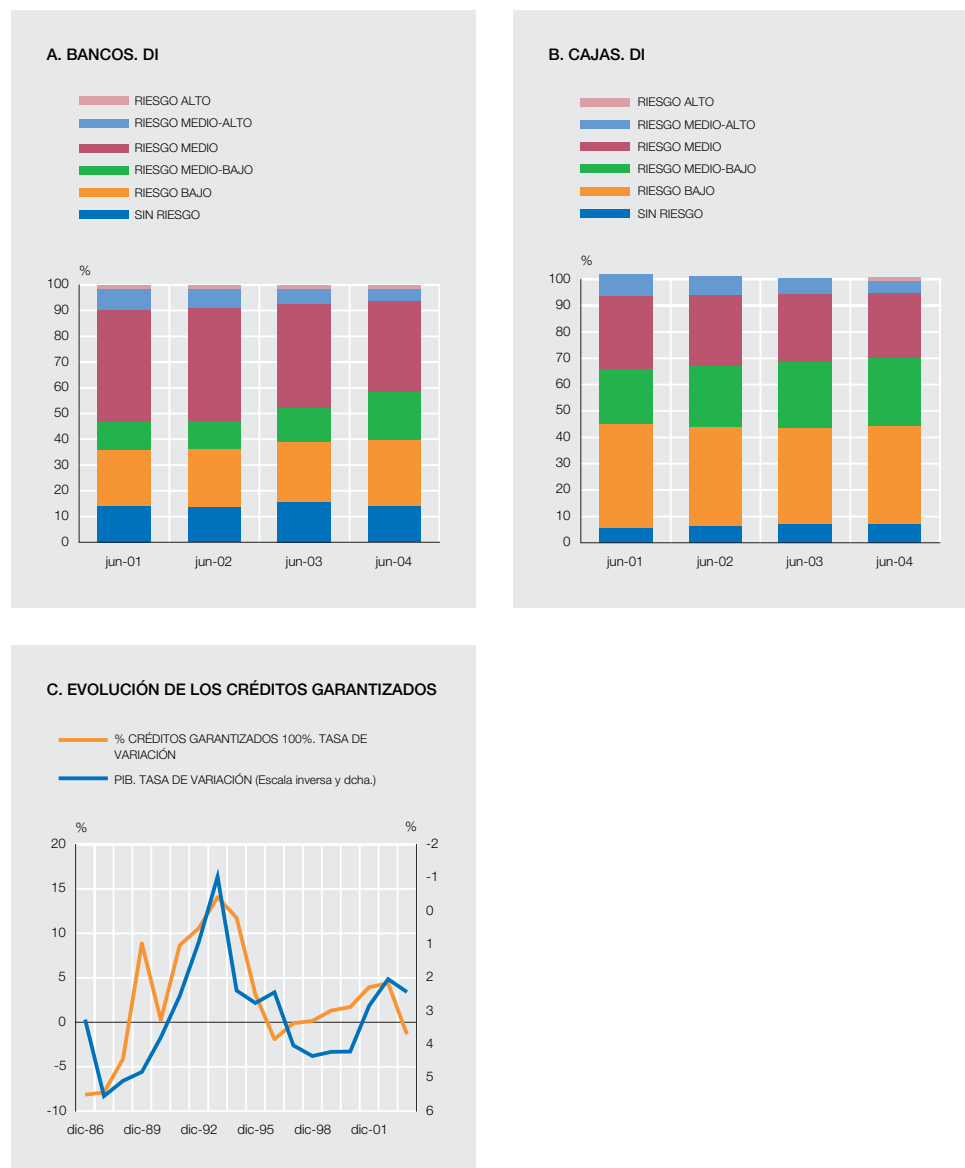 A. BANCOS. DI
RIESGO ALTO
RIESGO MEDIO-ALTO
RIESGO MEDIO
RIESGO MEDIO-BAJO
RIESGO BAJO
SIN RIESGO
%
100
90
80
70
60
50
40
30
20
10
0
jun-01 jun-02 jun-03 jun-04
B. CAJAS. DI
RIESGO ALTO
RIESGO MEDIO-ALTO
RIESGO MEDIO
RIESGO MEDIO-BAJO
RIESGO BAJO
SIN RIESGO
%
100
90
80
70
60
50
40
30
20
10
0
jun-01 jun-02 jun-03 jun-04
C. EVOLUCIÓN DE LOS CRÉDITOS GARANTIZADOS
% CRÉDITOS GARANTIZADOS 100%. TASA DE
VARIACIÓN
PIB. TASA DE VARIACIÓN (Escala inversa y dcha.)
% %
20
15
10
5
0
-5
-10
-2
-1
0
1
2
3
4
5
6
dic-86 dic-89 dic-92 dic-95 dic-98 dic-01